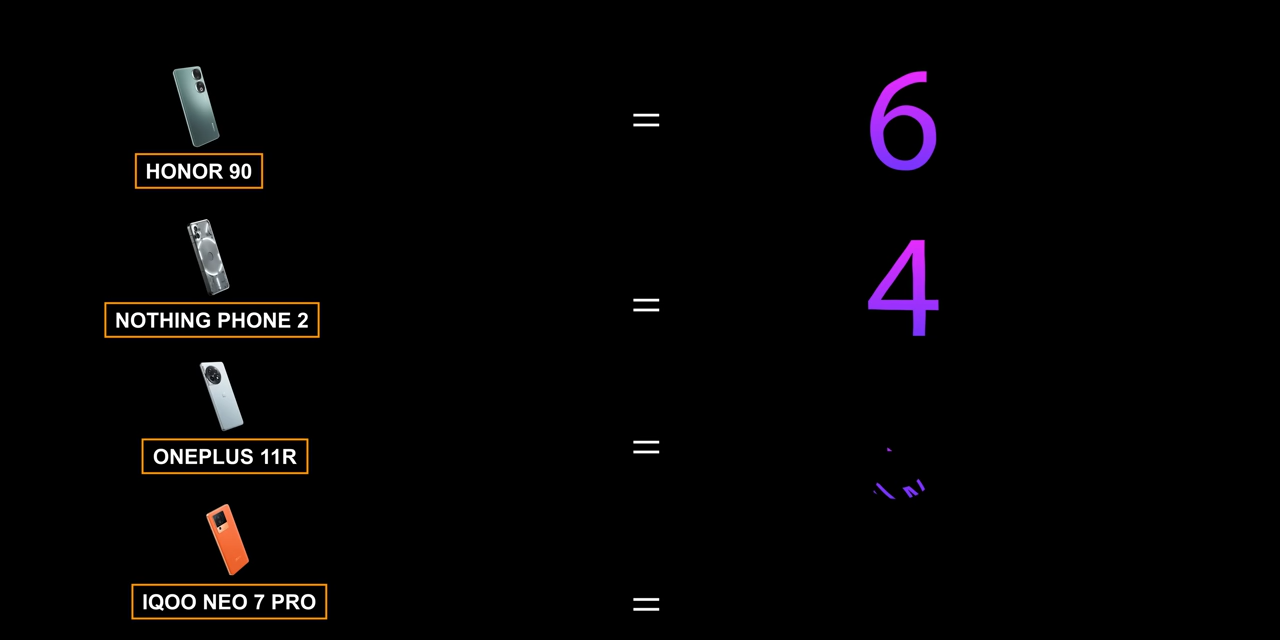 HONOR 90 = 6
NOTHING PHONE 2 = 4
ONEPLUS 11R =
IQOO NEO 7 PRO =